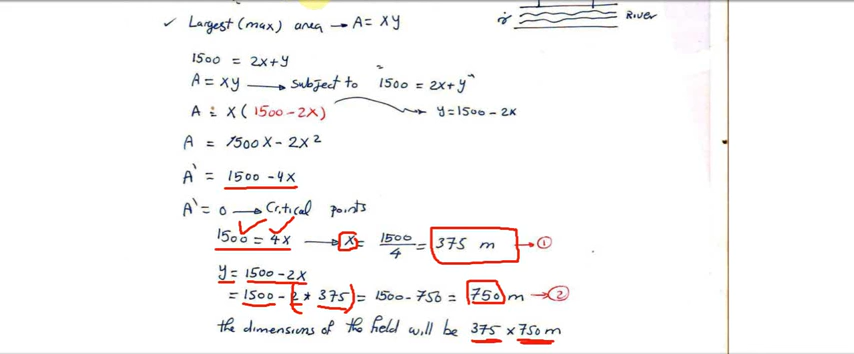 ✓ Largest (max) area → A = XY
River
1500 = 2x+y
A = xy → subject to "1500 = 2x+y"
A = X (1500-2X) → y=1500-2x
A = 1500X - 2X²
A` = 1500-4x
A` = 0 → Critical points
1500 = 4x → X = 1500/4 = 375 m → ①
y = 1500-2x
= 1500-(2 * 375) = 1500-750 = 750 m → ②
the dimensions of the field will be 375 x 750 m